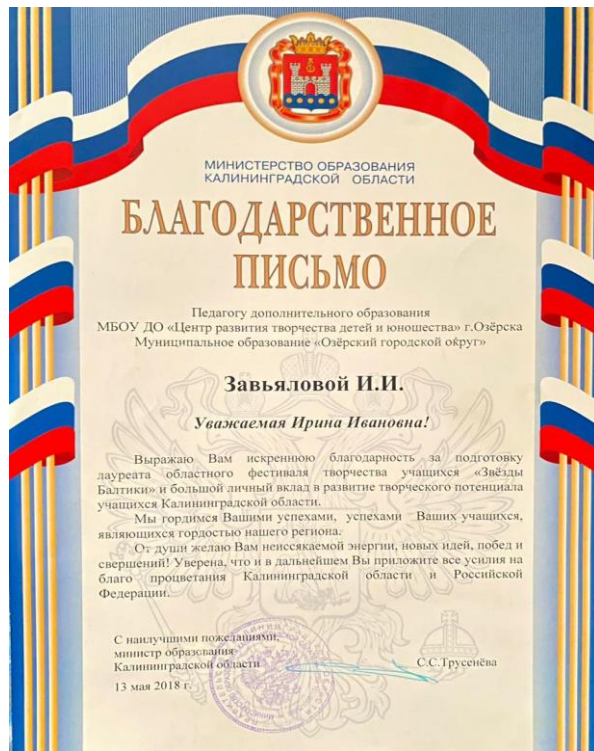 МИНИСТЕРСТВО ОБРАЗОВАНИЯ
КАЛИНИНГРАДСКОЙ ОБЛАСТИ
БЛАГОДАРСТВЕННОЕ
ПИСЬМО
Педагогу дополнительного образования
МБОУ ДО «Центр развития творчества детей и юношества» г.Озёрска
Муниципальное образование «Озёрский городской округ»
Завьяловой И.И.
Уважаемая Ирина Ивановна!
Выражаю Вам искреннюю благодарность за подготовку
лауреата областного фестиваля творчества учащихся «Звёзды
Балтики» и большой личный вклад в развитие творческого потенциала
учащихся Калининградской области.
Мы гордимся Вашими успехами, успехами Ваших учащихся,
являющихся гордостью нашего региона.
От души желаю Вам неиссякаемой энергии, новых идей, побед и
свершений! Уверена, что и в дальнейшем Вы приложите все усилия на
благо процветания Калининградской области и Российской
Федерации.
С наилучшими пожеланиями,
министр образования
Калининградской области С.С.Трусенёва
13 мая 2018 г.